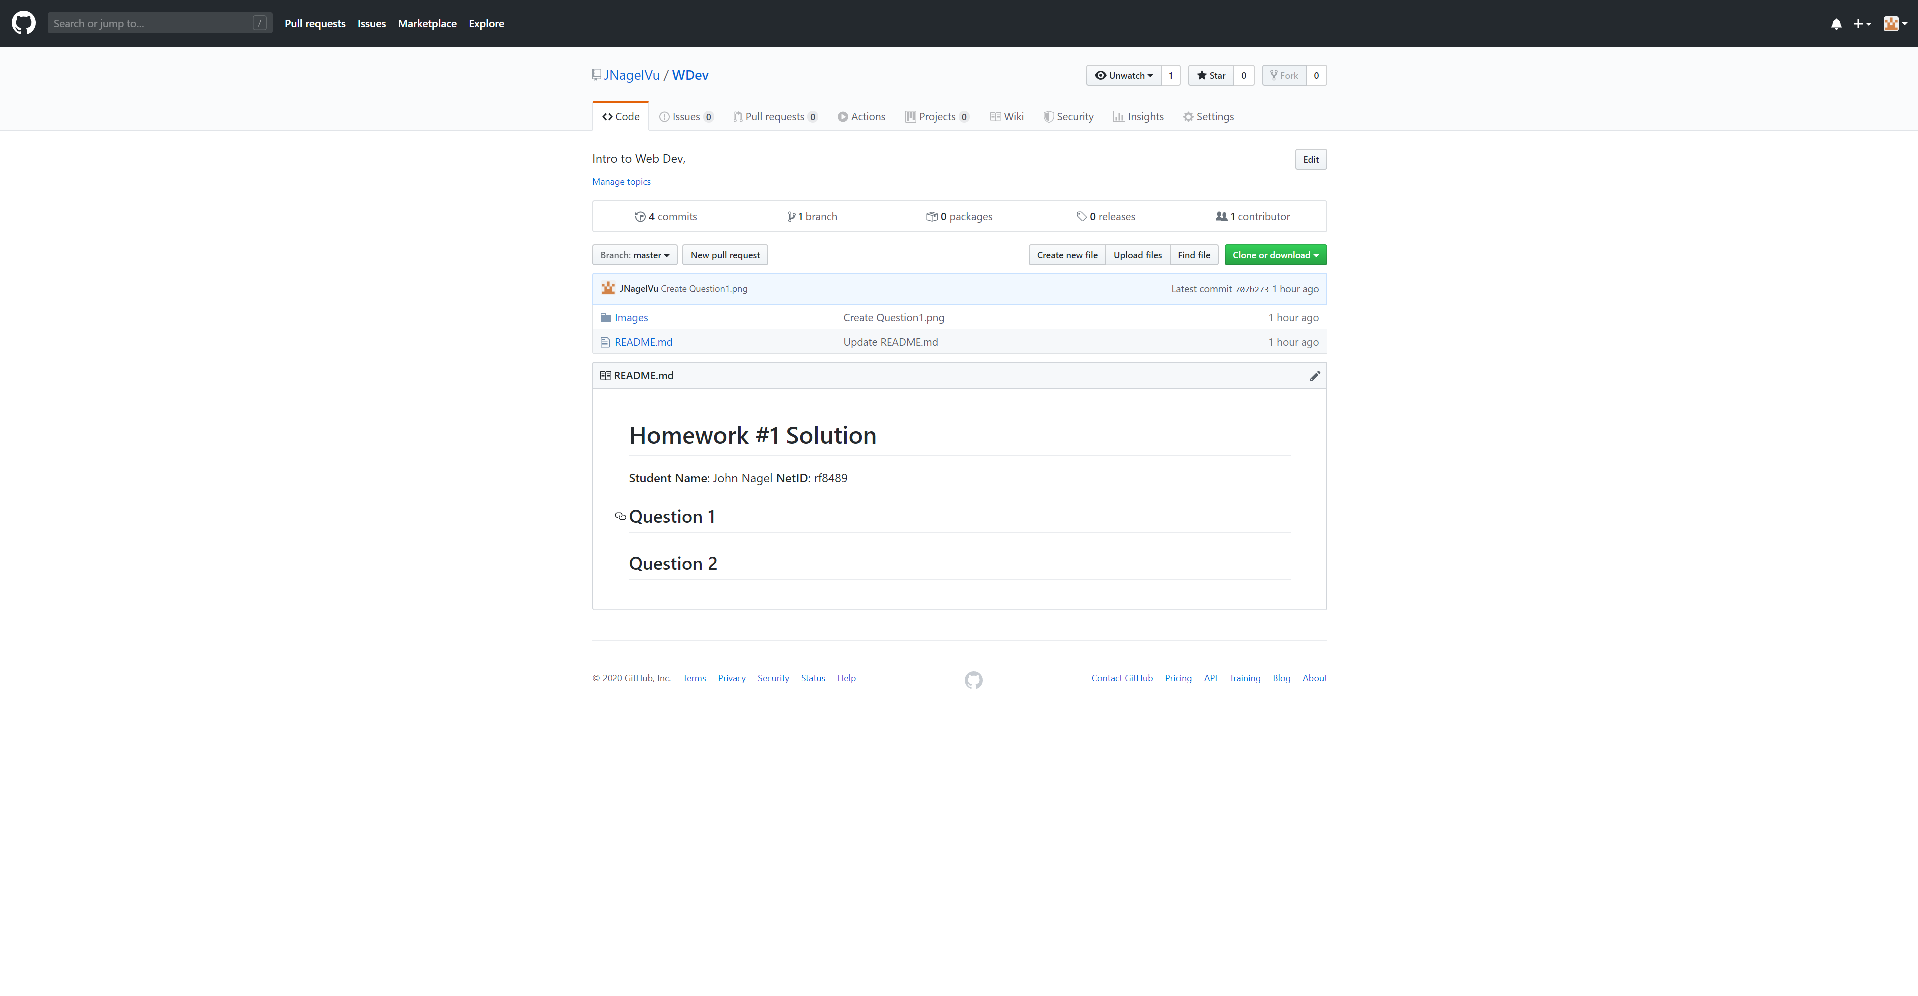 Search or jump to... /
Pull requests Issues Marketplace Explore
JNagelVu / WDev
Unwatch 1 Star 0 Fork 0
Code Issues 0 Pull requests 0 Actions Projects 0 Wiki Security Insights Settings
Intro to Web Dev, Edit
Manage topics
4 commits 1 branch 0 packages 0 releases 1 contributor
Branch: master New pull request Create new file Upload files Find file Clone or download
JNagelVu Create Question1.png Latest commit 707b273 1 hour ago
Images Create Question1.png 1 hour ago
README.md Update README.md 1 hour ago
README.md
Homework #1 Solution
Student Name: John Nagel NetID: rf8489
Question 1
Question 2
© 2020 GitHub, Inc. Terms Privacy Security Status Help Contact GitHub Pricing API Training Blog About